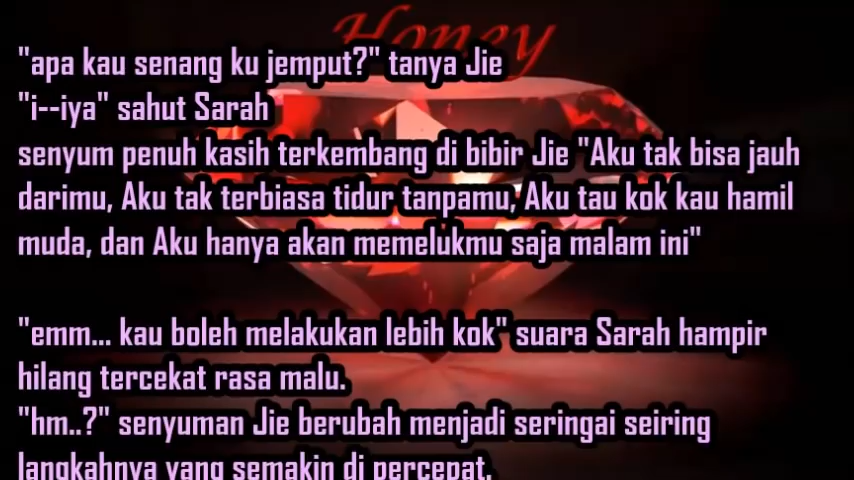 Honey
"apa kau senang ku jemput?" tanya Jie
"i--iya" sahut Sarah
senyum penuh kasih terkembang di bibir Jie "Aku tak bisa jauh
darimu, Aku tak terbiasa tidur tanpamu, Aku tau kok kau hamil
muda, dan Aku hanya akan memelukmu saja malam ini"
"emm... kau boleh melakukan lebih kok" suara Sarah hampir
hilang tercekat rasa malu.
"hm..?" senyuman Jie berubah menjadi seringai seiring
langkahnya yang semakin di percepat.